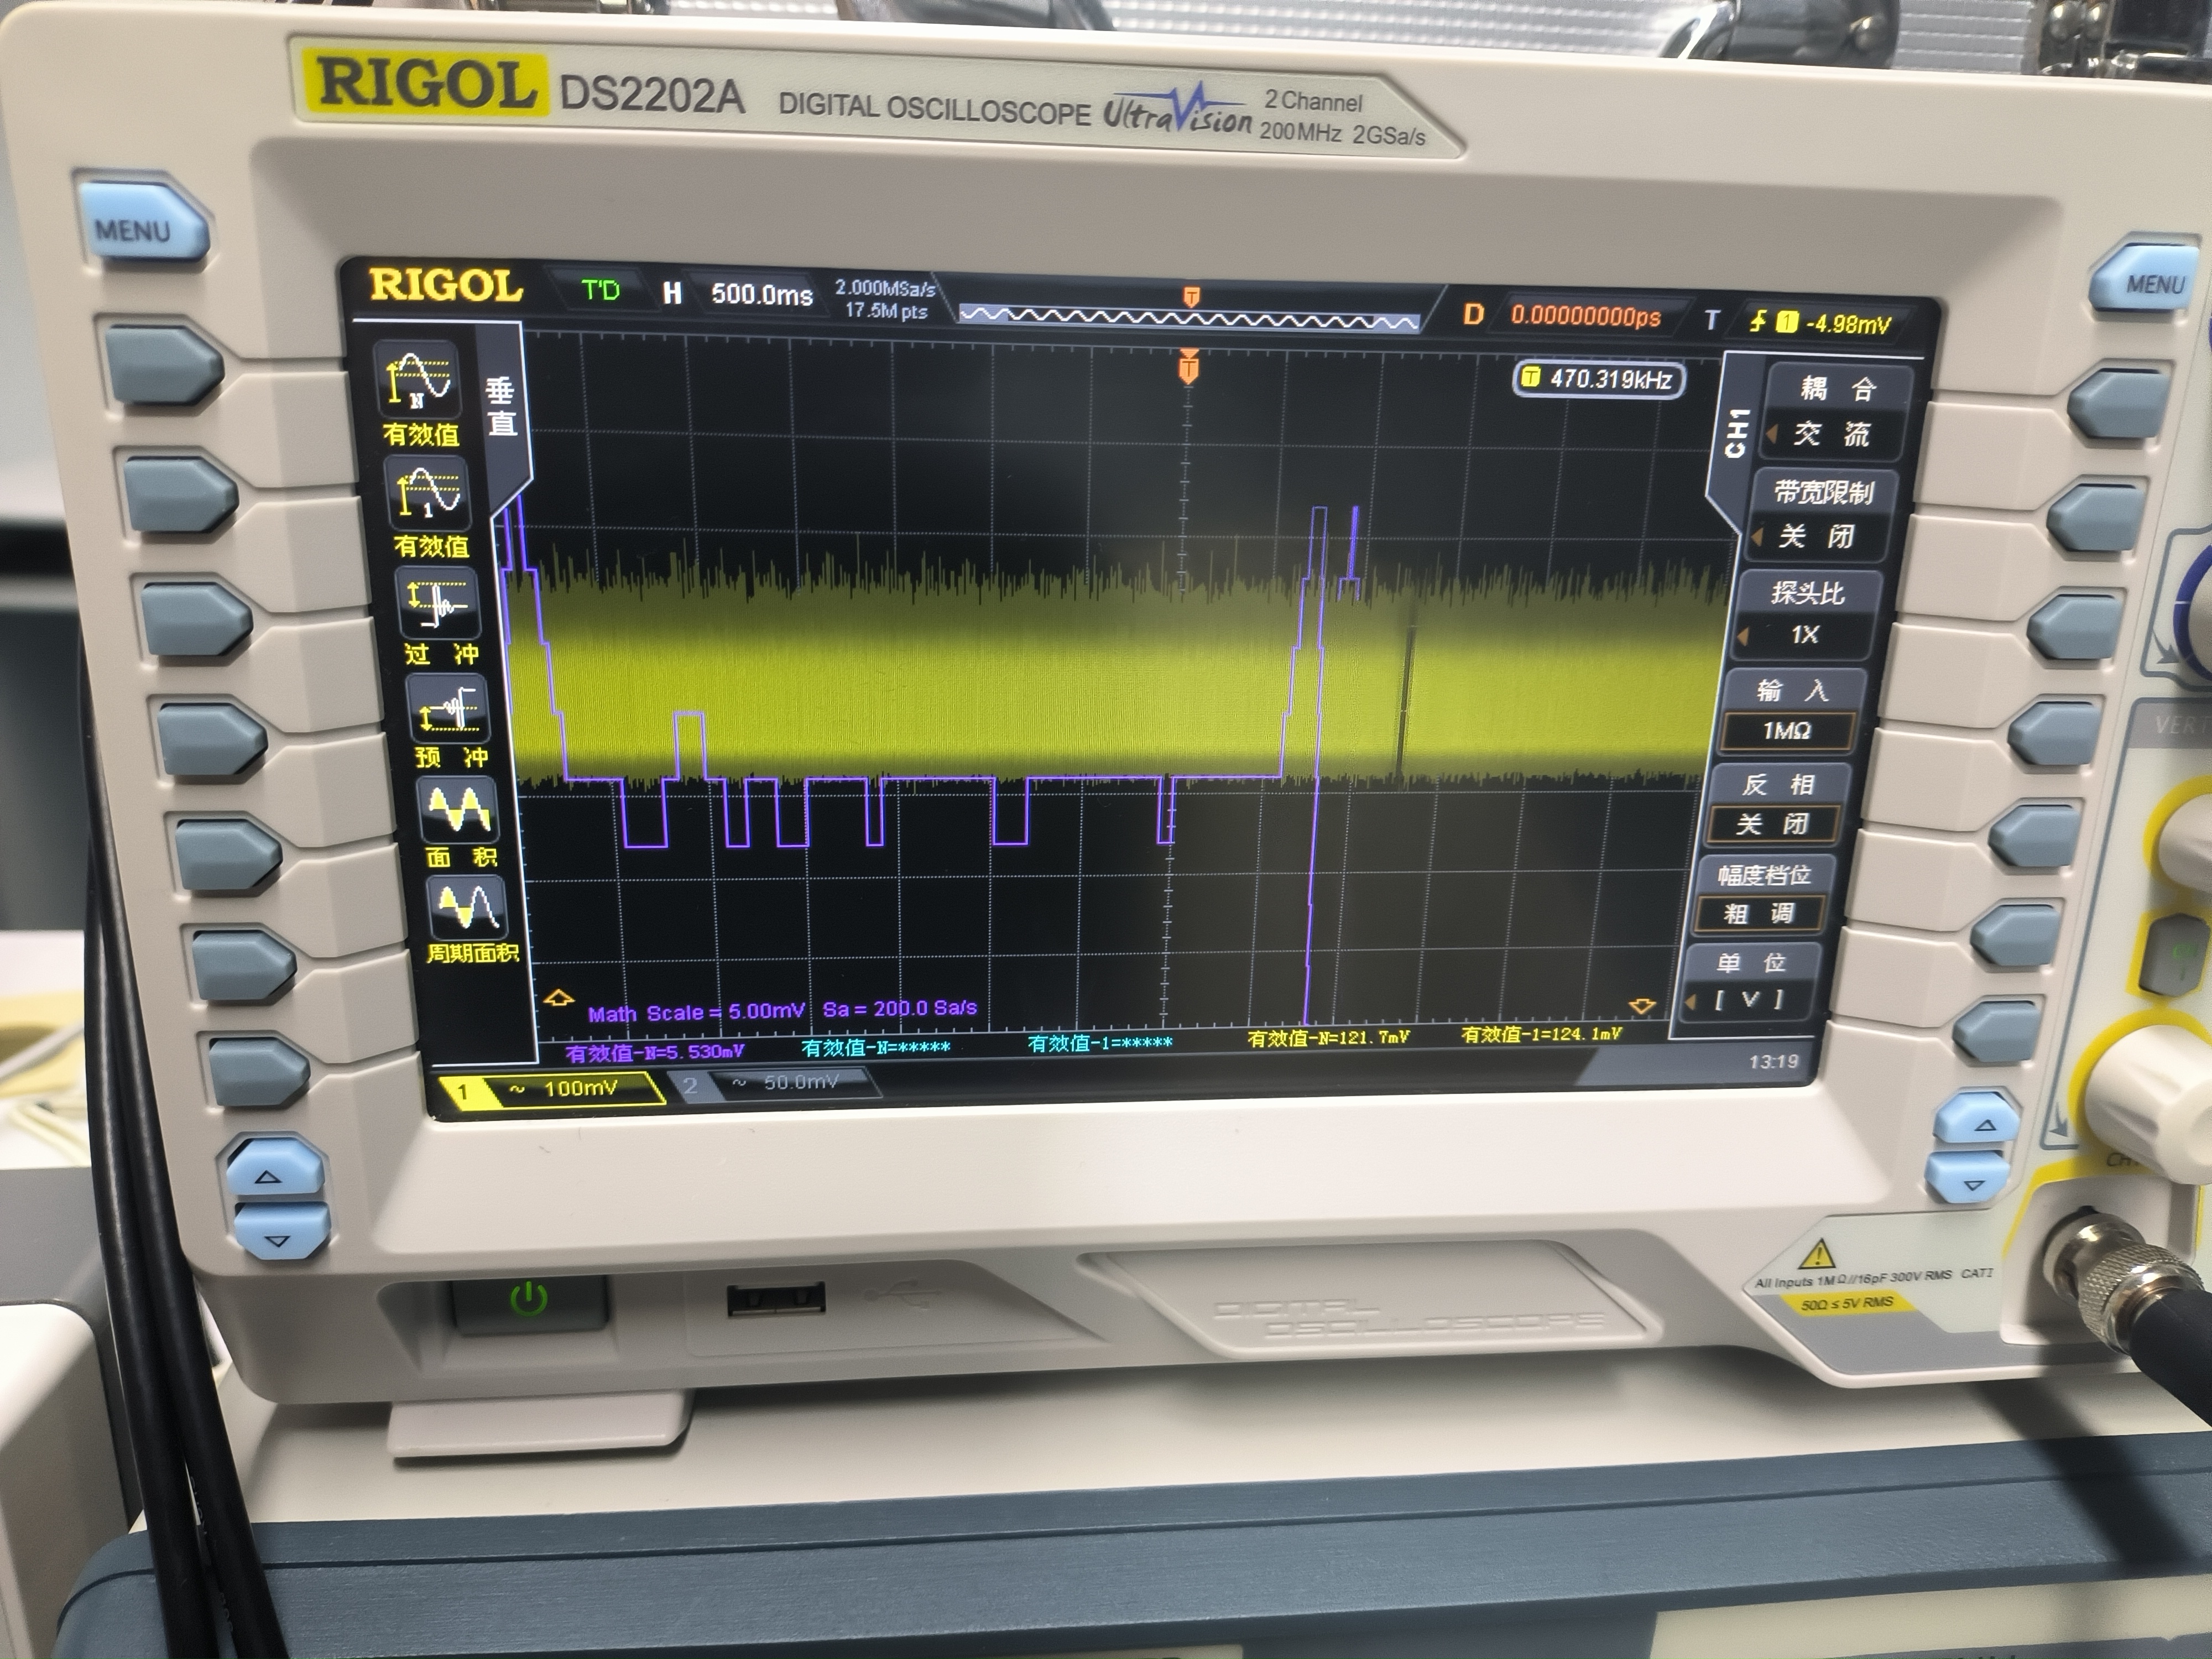 RIGOL DS2202A DIGITAL OSCILLOSCOPE UltraVision 2 Channel
200MHz 2GSa/s
MENU
MENU
RIGOL T'D H 500.0ms 2.000MSa/s
17.5M pts
T
D 0.00000000ps T 1 -4.98mV
T
T 470.319kHz
垂直
N
有效值
1
有效值
过 冲
预 冲
面 积
周期面积
CH1
耦 合
交 流
带宽限制
关 闭
探头比
1X
输 入
1MΩ
反 相
关 闭
幅度档位
粗 调
单 位
[ V ]
VERT
Math Scale = 5.00mV Sa = 200.0 Sa/s
有效值-N=5.530mV 有效值-N=***** 有效值-1=***** 有效值-N=121.7mV 有效值-1=124.1mV
1 ~ 100mV 2 ~ 50.0mV
13:19
All Inputs 1MΩ//16pF 300V RMS CATI
50Ω ≤ 5V RMS
DIGITAL
OSCILLOSCOPE